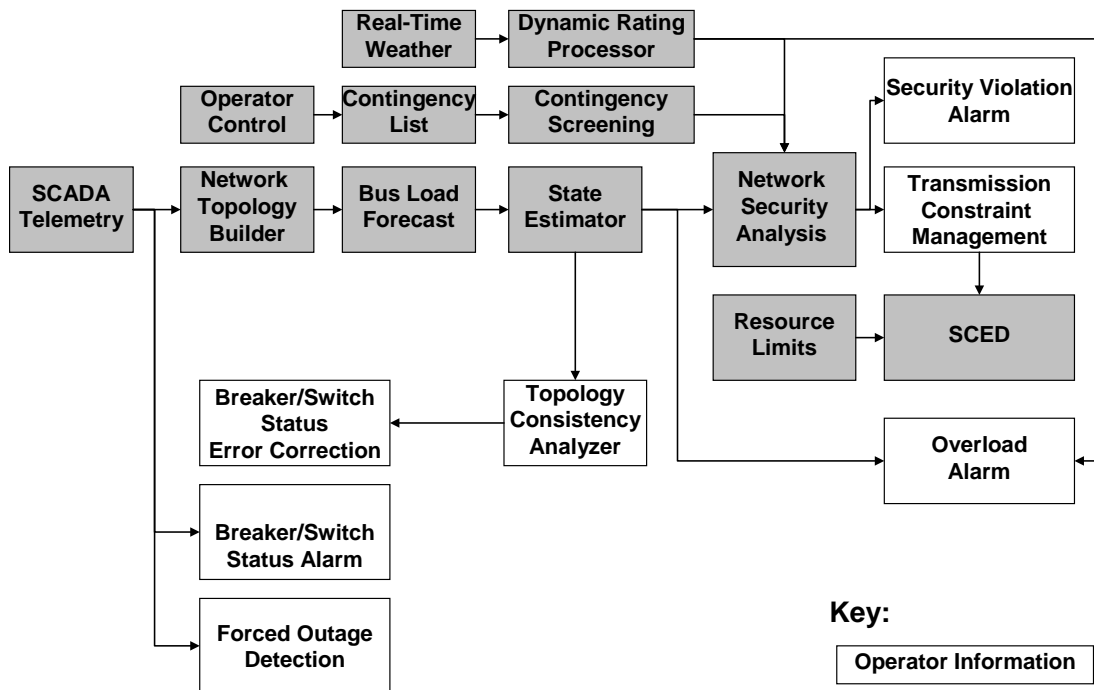 Real-Time
Weather
Dynamic Rating
Processor
Operator
Control
Contingency
List
Contingency
Screening
Security Violation
Alarm
SCADA
Telemetry
Network
Topology
Builder
Bus Load
Forecast
State
Estimator
Network
Security
Analysis
Transmission
Constraint
Management
Resource
Limits
SCED
Breaker/Switch
Status
Error Correction
Topology
Consistency
Analyzer
Overload
Alarm
Breaker/Switch
Status Alarm
Forced Outage
Detection
Key:
Operator Information